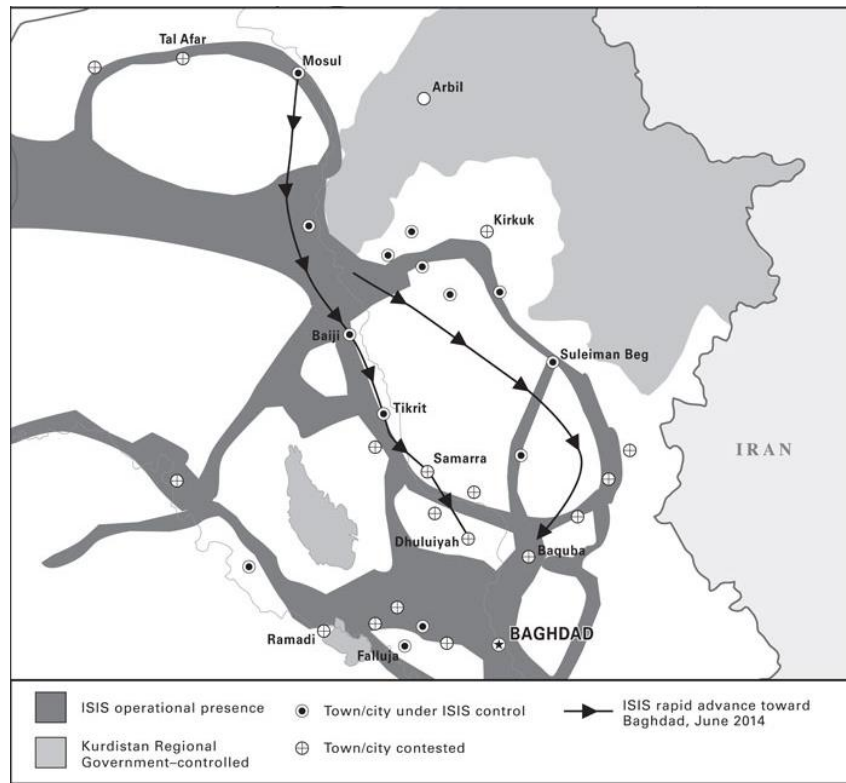 Tal Afar
Mosul
Arbil
Kirkuk
Baiji
Suleiman Beg
Tikrit
Samarra
IRAN
Dhuluiyah
Baquba
Ramadi
BAGHDAD
Falluja
ISIS operational presence
Town/city under ISIS control
ISIS rapid advance toward
Baghdad, June 2014
Kurdistan Regional
Government–controlled
Town/city contested